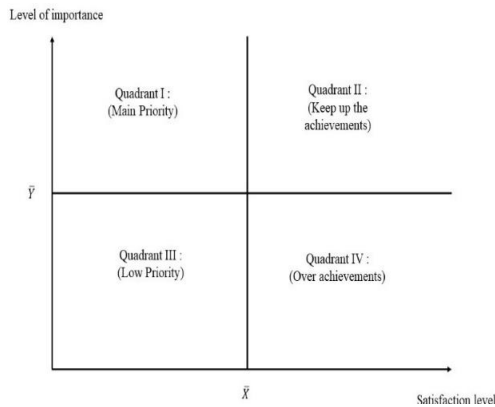 Level of importance
Quadrant I :
(Main Priority)
Quadrant II :
(Keep up the
achievements)
Ȳ
Quadrant III :
(Low Priority)
Quadrant IV :
(Over achievements)
X̄
Satisfaction level